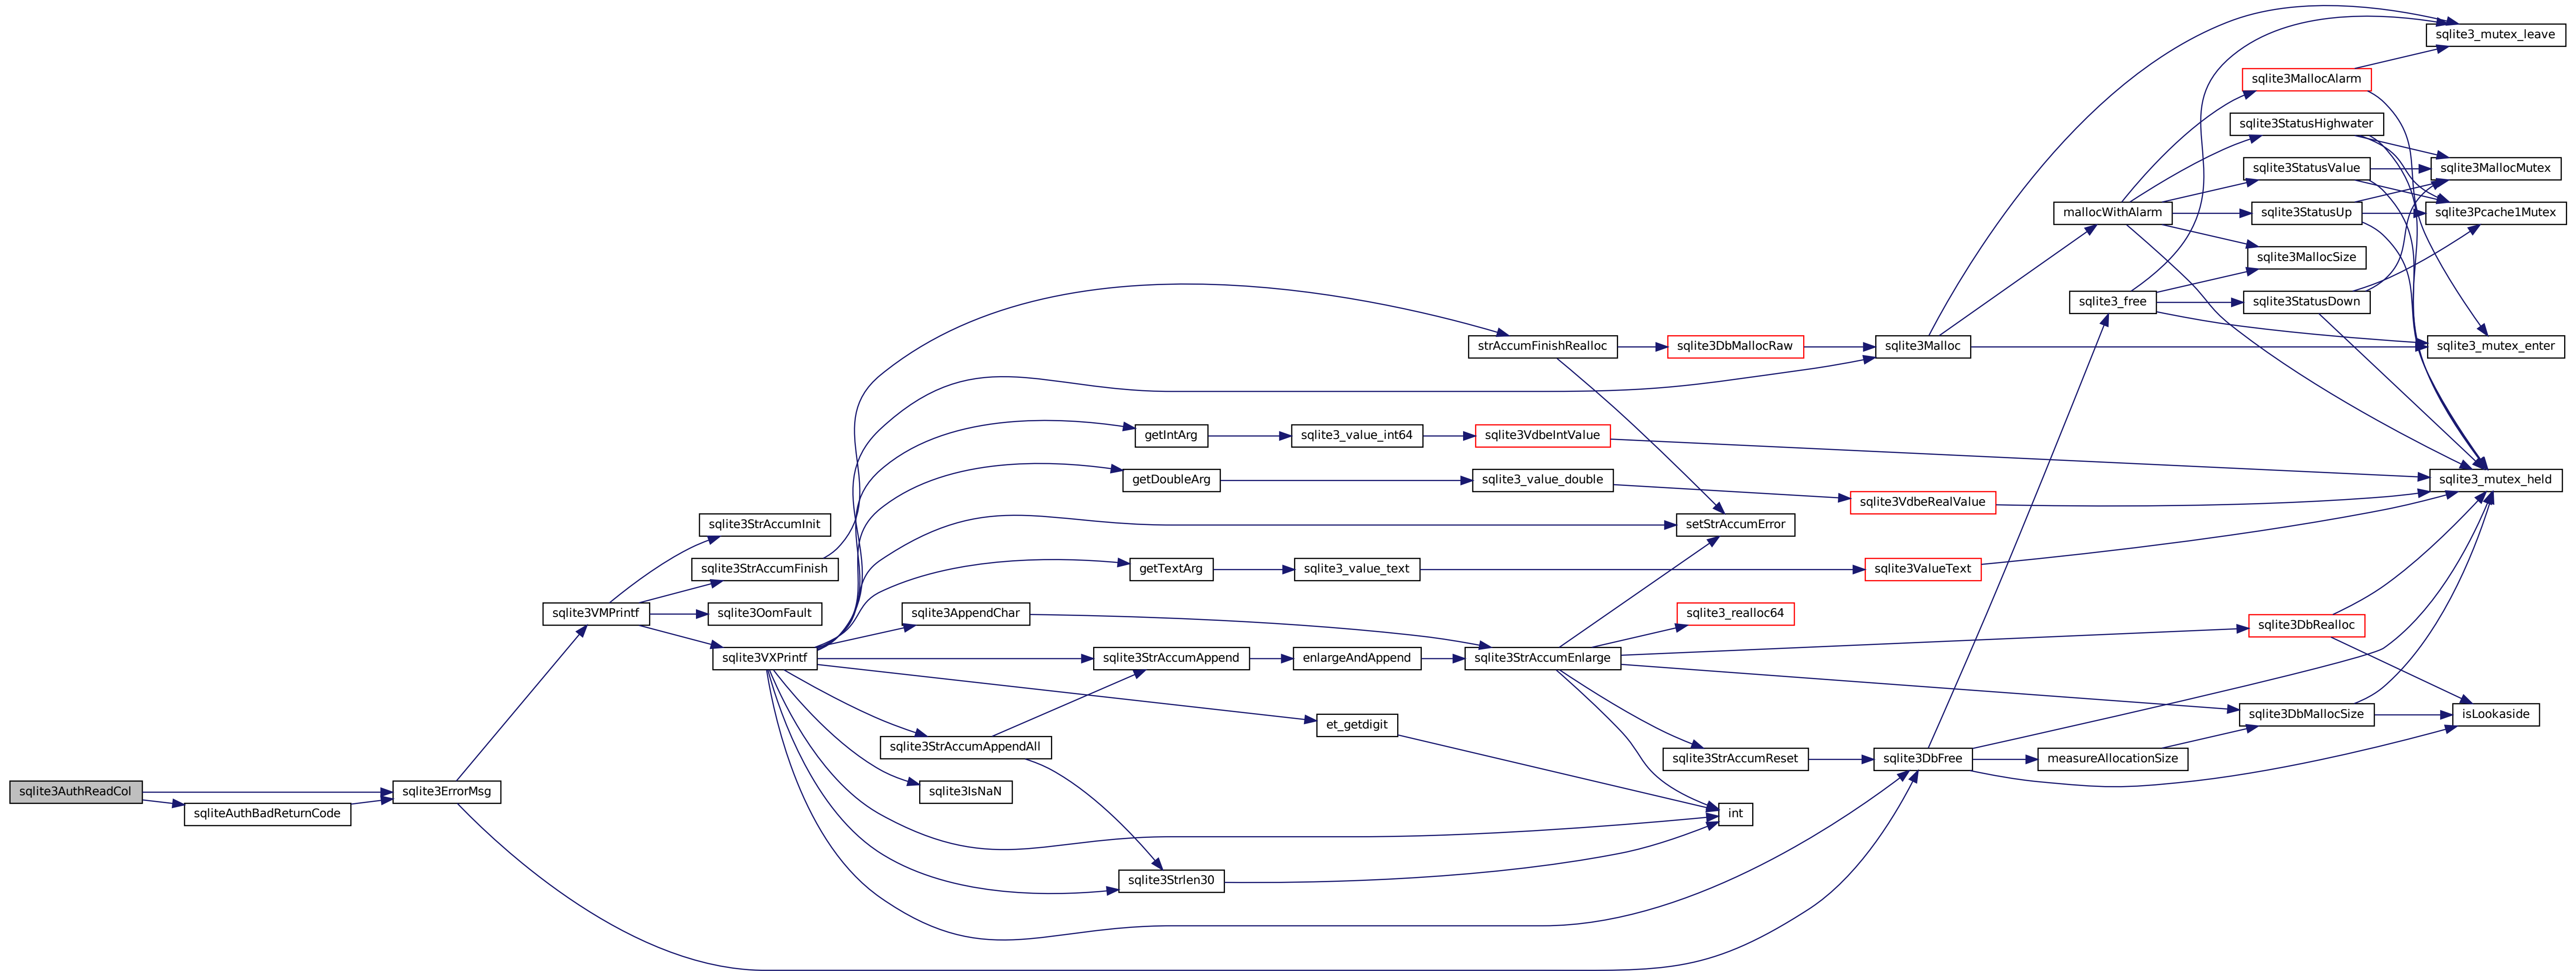 sqlite3AuthReadCol
sqliteAuthBadReturnCode
sqlite3ErrorMsg
sqlite3VMPrintf
sqlite3StrAccumInit
sqlite3StrAccumFinish
sqlite3OomFault
sqlite3VXPrintf
sqlite3AppendChar
sqlite3StrAccumAppendAll
sqlite3IsNaN
getIntArg
getDoubleArg
getTextArg
sqlite3StrAccumAppend
sqlite3Strlen30
sqlite3_value_int64
sqlite3_value_text
enlargeAndAppend
et_getdigit
strAccumFinishRealloc
sqlite3VdbeIntValue
sqlite3_value_double
sqlite3StrAccumEnlarge
sqlite3DbMallocRaw
setStrAccumError
sqlite3_realloc64
sqlite3StrAccumReset
int
sqlite3Malloc
sqlite3VdbeRealValue
sqlite3ValueText
sqlite3DbFree
mallocWithAlarm
sqlite3_free
measureAllocationSize
sqlite3MallocAlarm
sqlite3StatusHighwater
sqlite3StatusValue
sqlite3StatusUp
sqlite3MallocSize
sqlite3StatusDown
sqlite3DbRealloc
sqlite3DbMallocSize
sqlite3_mutex_leave
sqlite3MallocMutex
sqlite3Pcache1Mutex
sqlite3_mutex_enter
sqlite3_mutex_held
isLookaside